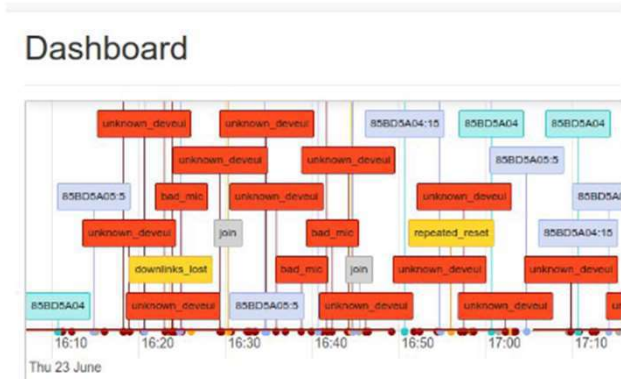 Dashboard
unknown_deveui unknown_deveui 85BD5A04:15 85BD5A04 85BD5A04
unknown_deveui unknown_deveui 85BD5A05:5
85BD5A05:5 bad_mic unknown_deveui unknown_deveui
unknown_deveui join bad_mic repeated_reset 85BD5A04:15
downlinks_lost bad_mic join unknown_deveui unknown_deveui
85BD5A04 unknown_deveui 85BD5A05:5 unknown_deveui unknown_deveui
16:10 16:20 16:30 16:40 16:50 17:00 17:10
Thu 23 June